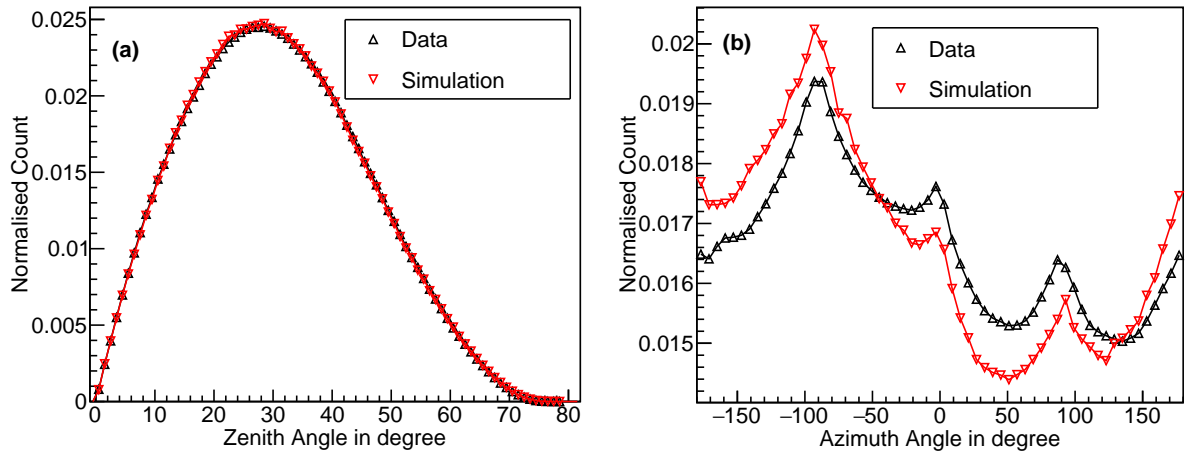 (a)
Data
Simulation
Normalised Count
0.025
0.02
0.015
0.01
0.005
0
0 10 20 30 40 50 60 70 80
Zenith Angle in degree
(b)
Data
Simulation
Normalised Count
0.02
0.019
0.018
0.017
0.016
0.015
−150 −100 −50 0 50 100 150
Azimuth Angle in degree